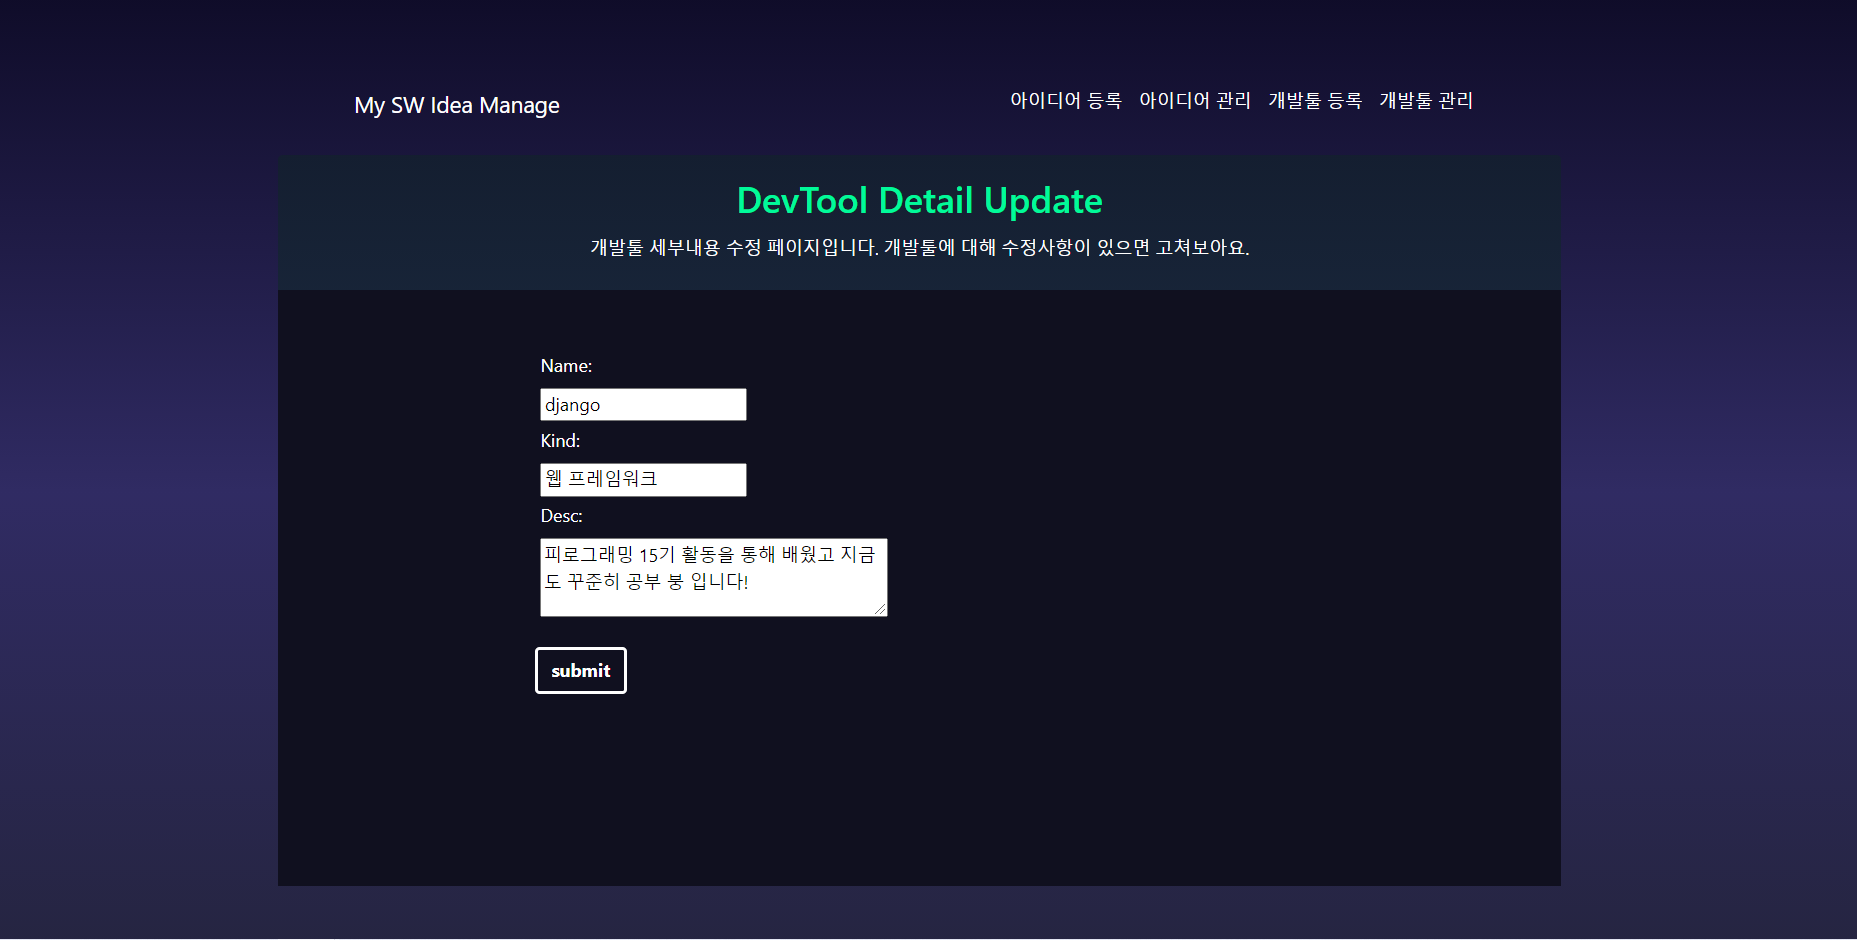 My SW Idea Manage
아이디어 등록 아이디어 관리 개발툴 등록 개발툴 관리
DevTool Detail Update
개발툴 세부내용 수정 페이지입니다. 개발툴에 대해 수정사항이 있으면 고쳐보아요.
Name:
django
Kind:
웹 프레임워크
Desc:
피로그래밍 15기 활동을 통해 배웠고 지금
도 꾸준히 공부 붕 입니다!
submit